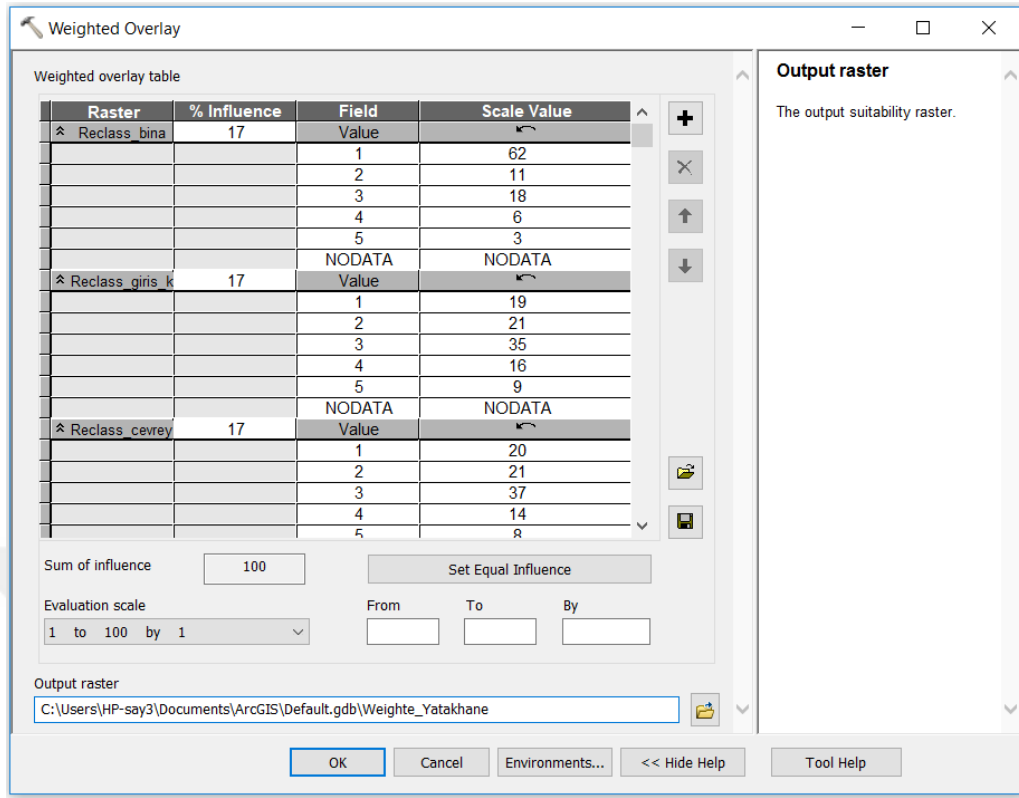 Weighted Overlay
Weighted overlay table
Raster % Influence Field Scale Value
Reclass_bina 17 Value
1 62
2 11
3 18
4 6
5 3
NODATA NODATA
Reclass_giris_k 17 Value
1 19
2 21
3 35
4 16
5 9
NODATA NODATA
Reclass_cevrey 17 Value
1 20
2 21
3 37
4 14
5 8
Sum of influence 100 Set Equal Influence
Evaluation scale From To By
1 to 100 by 1
Output raster
C:\Users\HP-say3\Documents\ArcGIS\Default.gdb\Weighte_Yatakhane
OK Cancel Environments... << Hide Help Tool Help
Output raster
The output suitability raster.